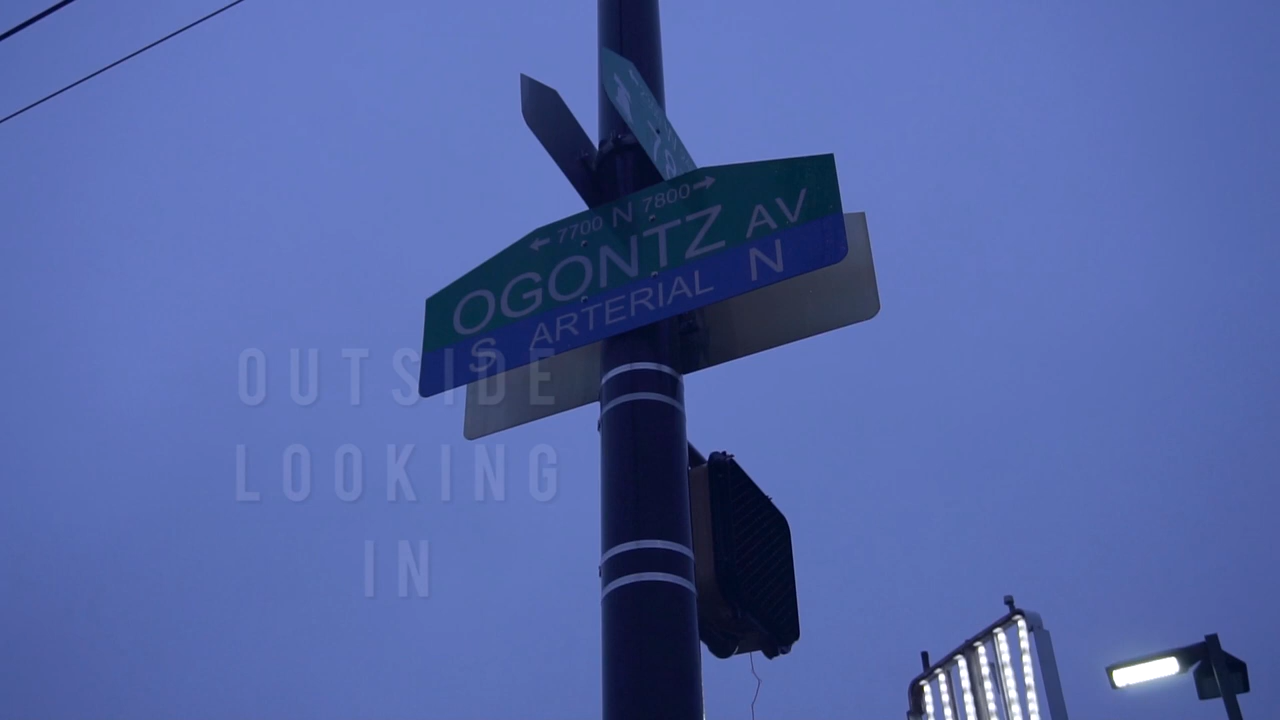 ← 7700 N 7800 →
OGONTZ AV
S ARTERIAL N
OUTSIDE
LOOKING
IN